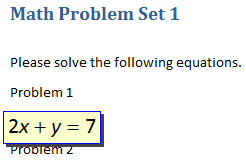 Math Problem Set 1
Please solve the following equations.
Problem 1
2x + y = 7
Problem 2